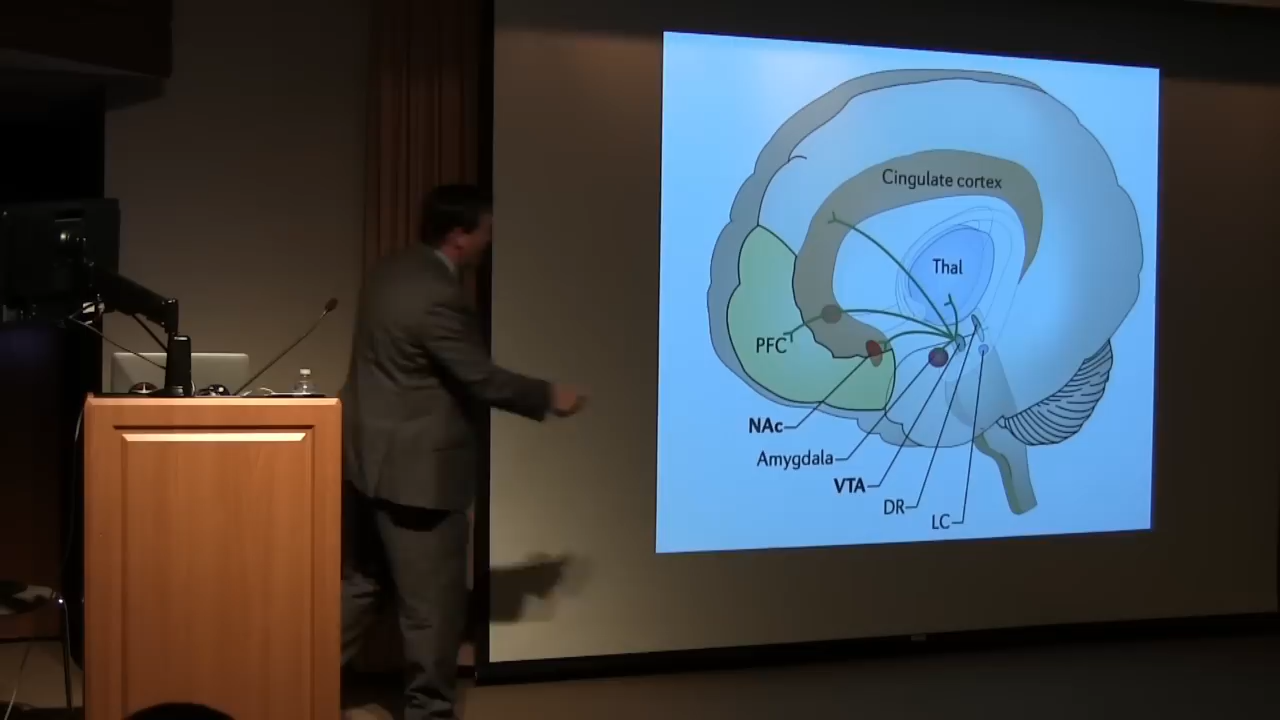 Cingulate cortex
Thal
PFC
NAc
Amygdala
VTA
DR
LC